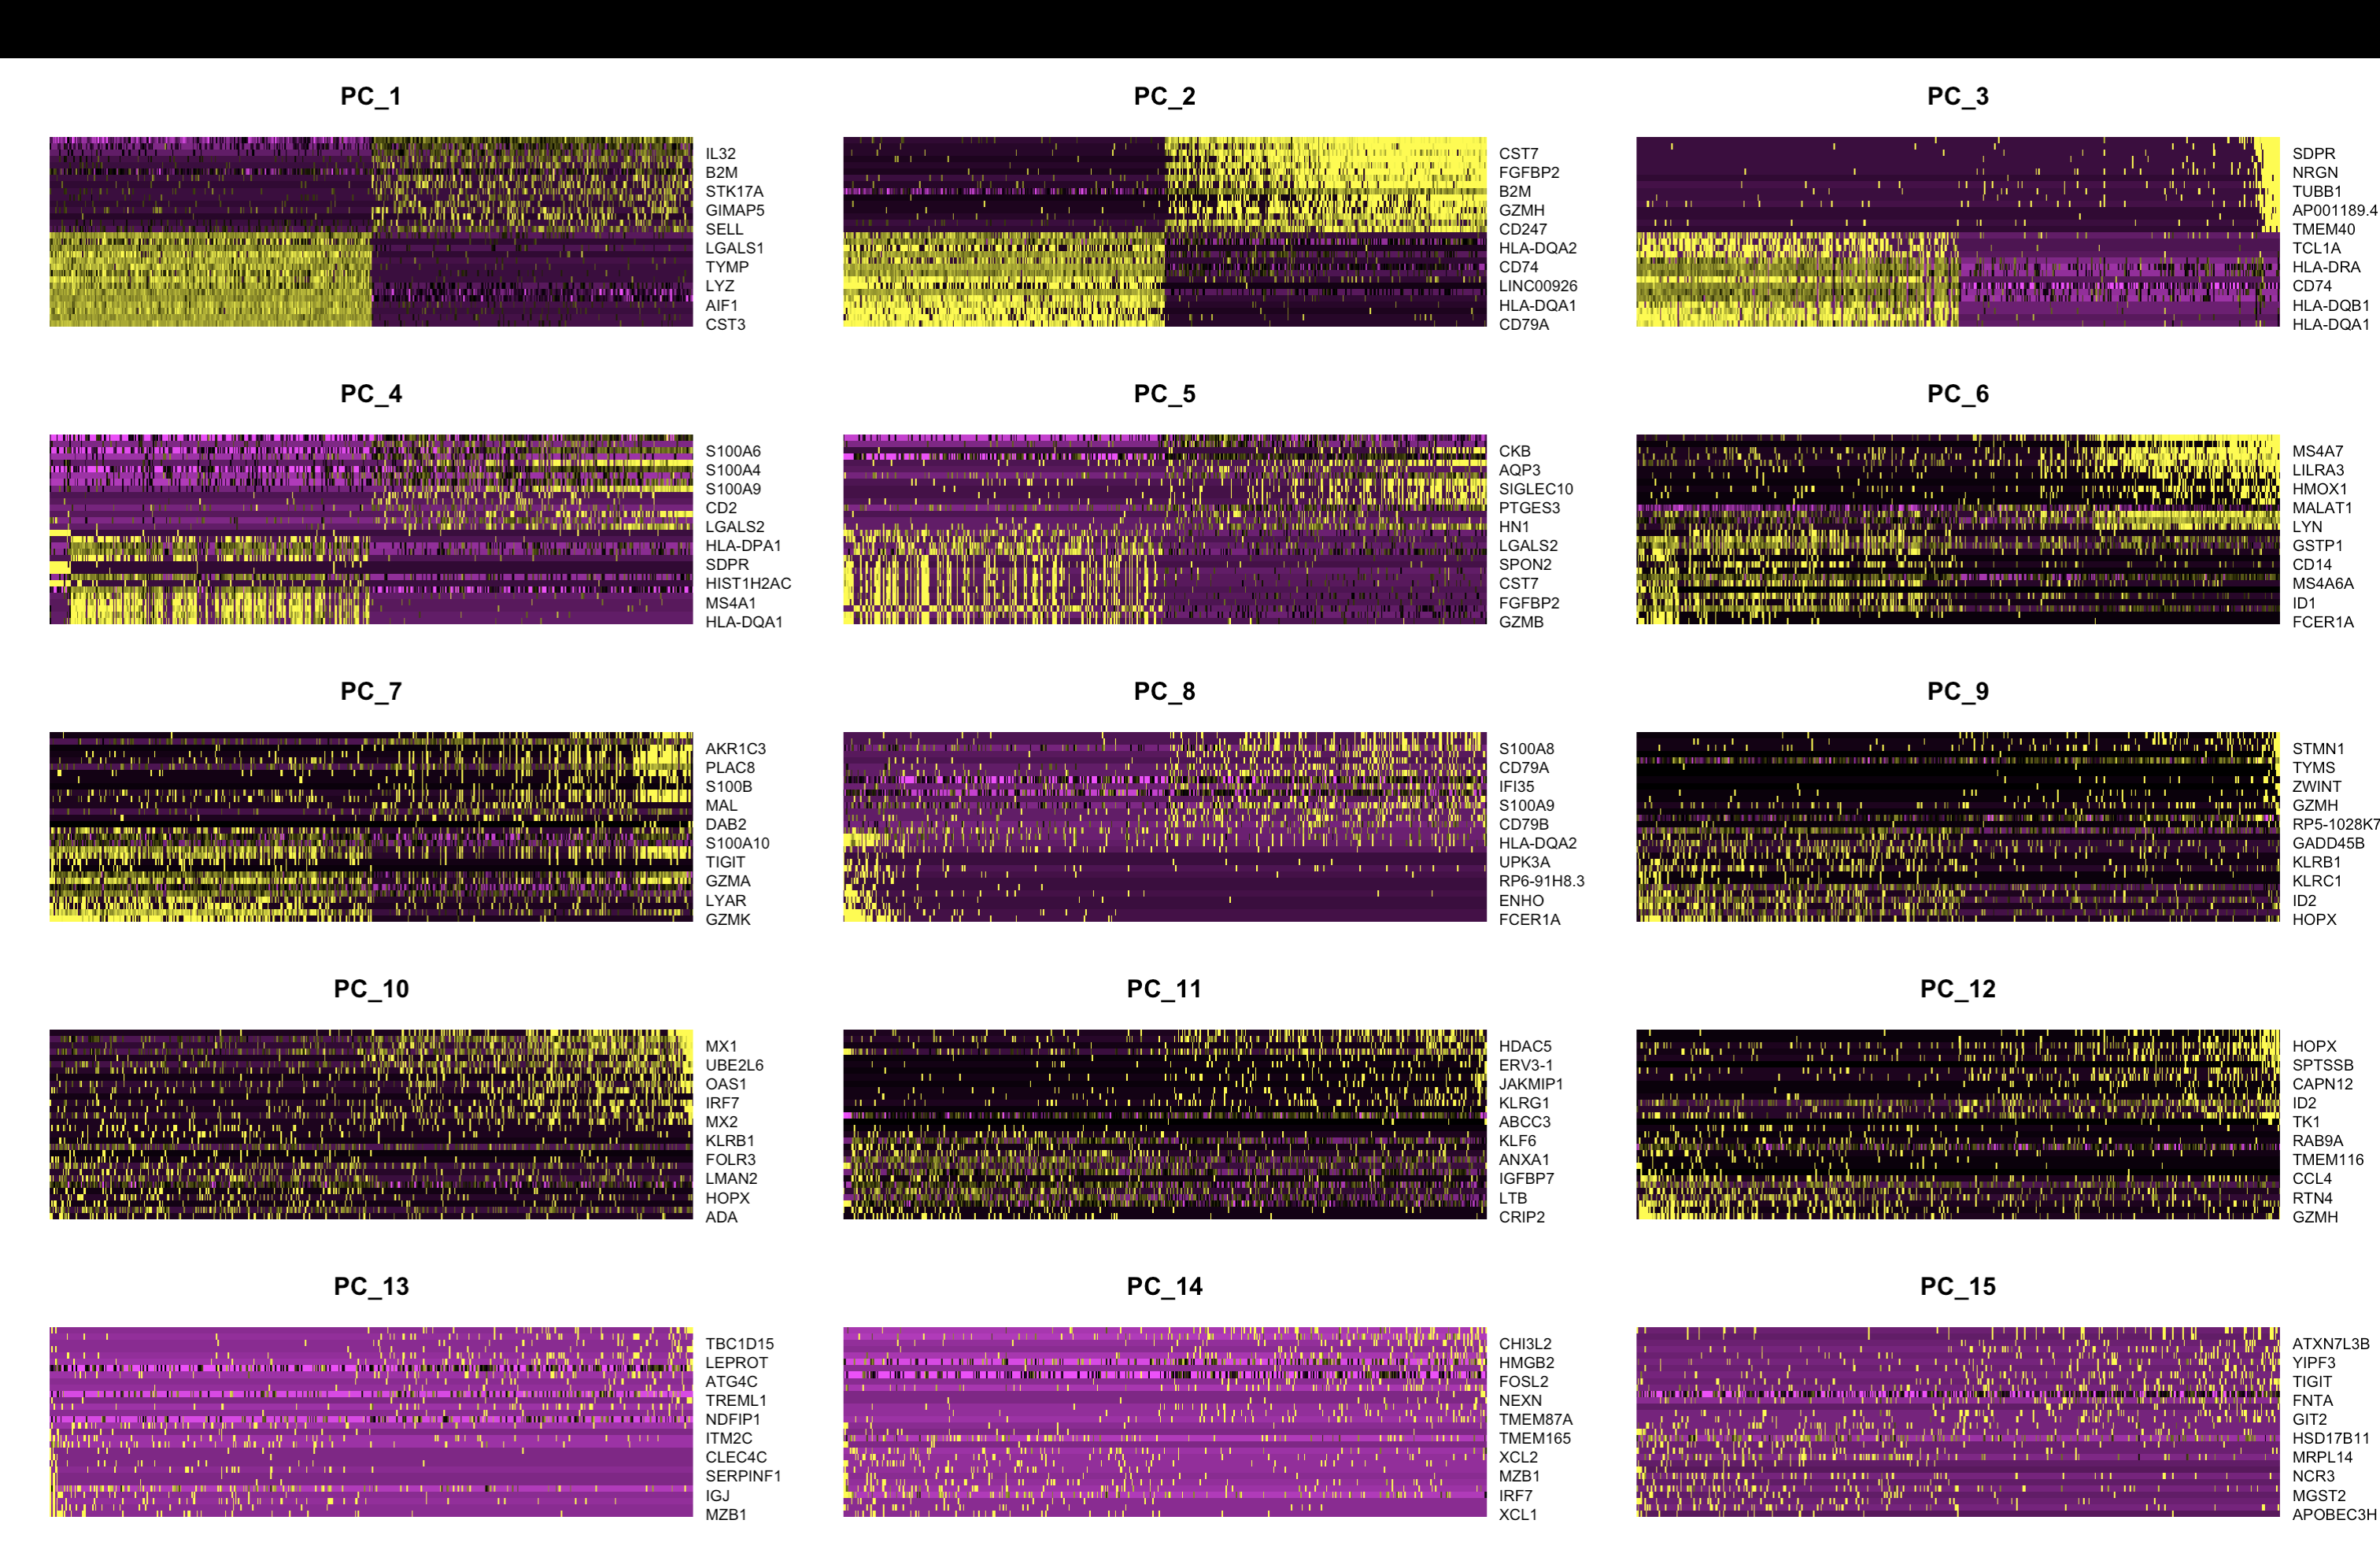 PC_1
IL32
B2M
STK17A
GIMAP5
SELL
LGALS1
TYMP
LYZ
AIF1
CST3
PC_2
CST7
FGFBP2
B2M
GZMH
CD247
HLA-DQA2
CD74
LINC00926
HLA-DQA1
CD79A
PC_3
SDPR
NRGN
TUBB1
AP001189.4
TMEM40
TCL1A
HLA-DRA
CD74
HLA-DQB1
HLA-DQA1
PC_4
S100A6
S100A4
S100A9
CD2
LGALS2
HLA-DPA1
SDPR
HIST1H2AC
MS4A1
HLA-DQA1
PC_5
CKB
AQP3
SIGLEC10
PTGES3
HN1
LGALS2
SPON2
CST7
FGFBP2
GZMB
PC_6
MS4A7
LILRA3
HMOX1
MALAT1
LYN
GSTP1
CD14
MS4A6A
ID1
FCER1A
PC_7
AKR1C3
PLAC8
S100B
MAL
DAB2
S100A10
TIGIT
GZMA
LYAR
GZMK
PC_8
S100A8
CD79A
IFI35
S100A9
CD79B
HLA-DQA2
UPK3A
RP6-91H8.3
ENHO
FCER1A
PC_9
STMN1
TYMS
ZWINT
GZMH
RP5-1028K7
GADD45B
KLRB1
KLRC1
ID2
HOPX
PC_10
MX1
UBE2L6
OAS1
IRF7
MX2
KLRB1
FOLR3
LMAN2
HOPX
ADA
PC_11
HDAC5
ERV3-1
JAKMIP1
KLRG1
ABCC3
KLF6
ANXA1
IGFBP7
LTB
CRIP2
PC_12
HOPX
SPTSSB
CAPN12
ID2
TK1
RAB9A
TMEM116
CCL4
RTN4
GZMH
PC_13
TBC1D15
LEPROT
ATG4C
TREML1
NDFIP1
ITM2C
CLEC4C
SERPINF1
IGJ
MZB1
PC_14
CHI3L2
HMGB2
FOSL2
NEXN
TMEM87A
TMEM165
XCL2
MZB1
IRF7
XCL1
PC_15
ATXN7L3B
YIPF3
TIGIT
FNTA
GIT2
HSD17B11
MRPL14
NCR3
MGST2
APOBEC3H